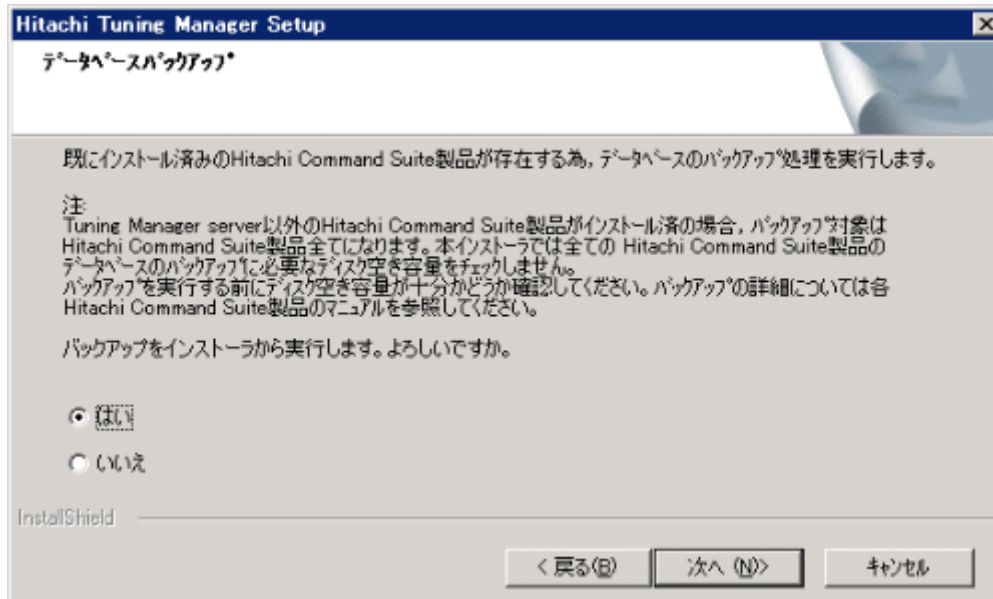 Hitachi Tuning Manager Setup
データベースバックアップ
既にインストール済みのHitachi Command Suite製品が存在する為，データベースのバックアップ処理を実行します。
注:
Tuning Manager server以外のHitachi Command Suite製品がインストール済の場合，バックアップ対象は
Hitachi Command Suite製品全てになります。本インストーラでは全ての Hitachi Command Suite製品の
データベースのバックアップに必要なディスク空き容量をチェックしません。
バックアップを実行する前にディスク空き容量が十分かどうか確認してください。バックアップの詳細については各
Hitachi Command Suite製品のマニュアルを参照してください。
バックアップをインストーラから実行します。よろしいですか。
はい
いいえ
InstallShield
< 戻る(B)
次へ (N)>
キャンセル